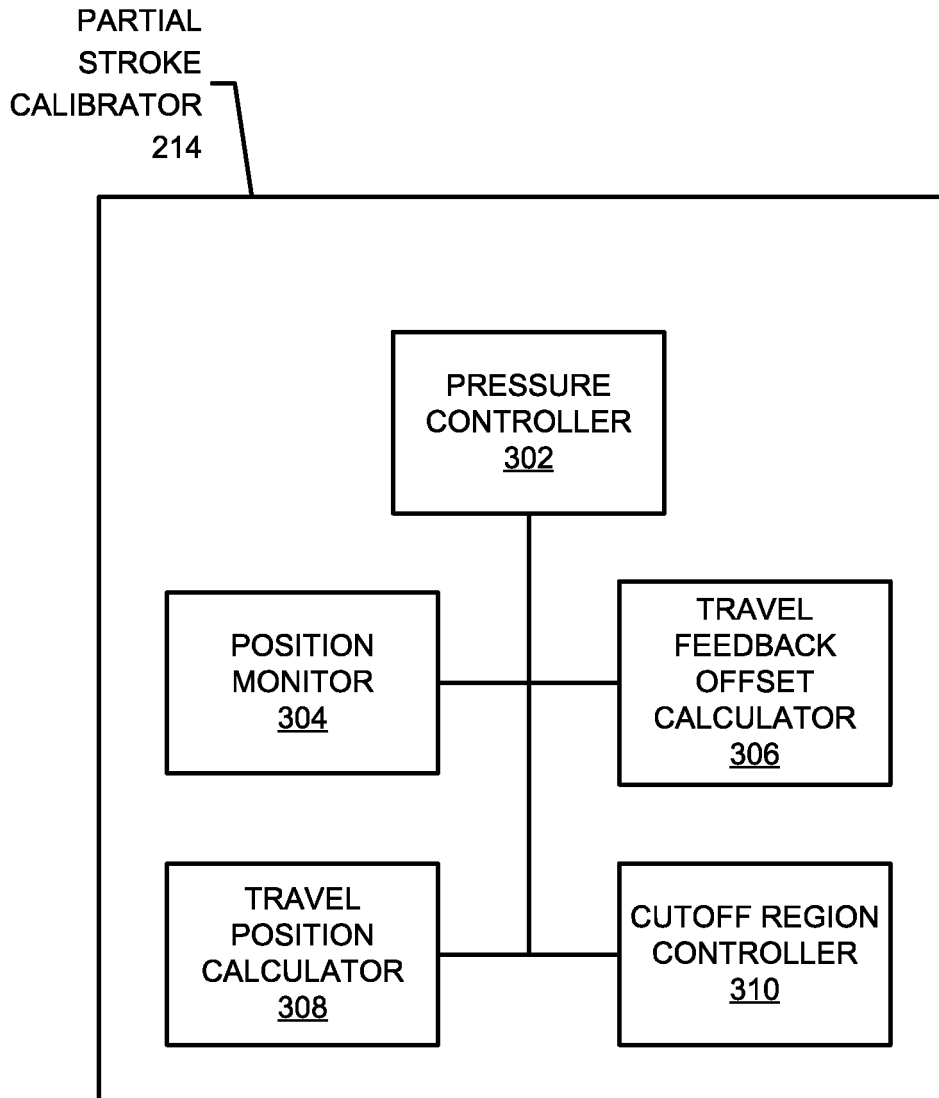 PARTIAL
STROKE
CALIBRATOR
214
PRESSURE
CONTROLLER
302
POSITION
MONITOR
304
TRAVEL
FEEDBACK
OFFSET
CALCULATOR
306
TRAVEL
POSITION
CALCULATOR
308
CUTOFF REGION
CONTROLLER
310